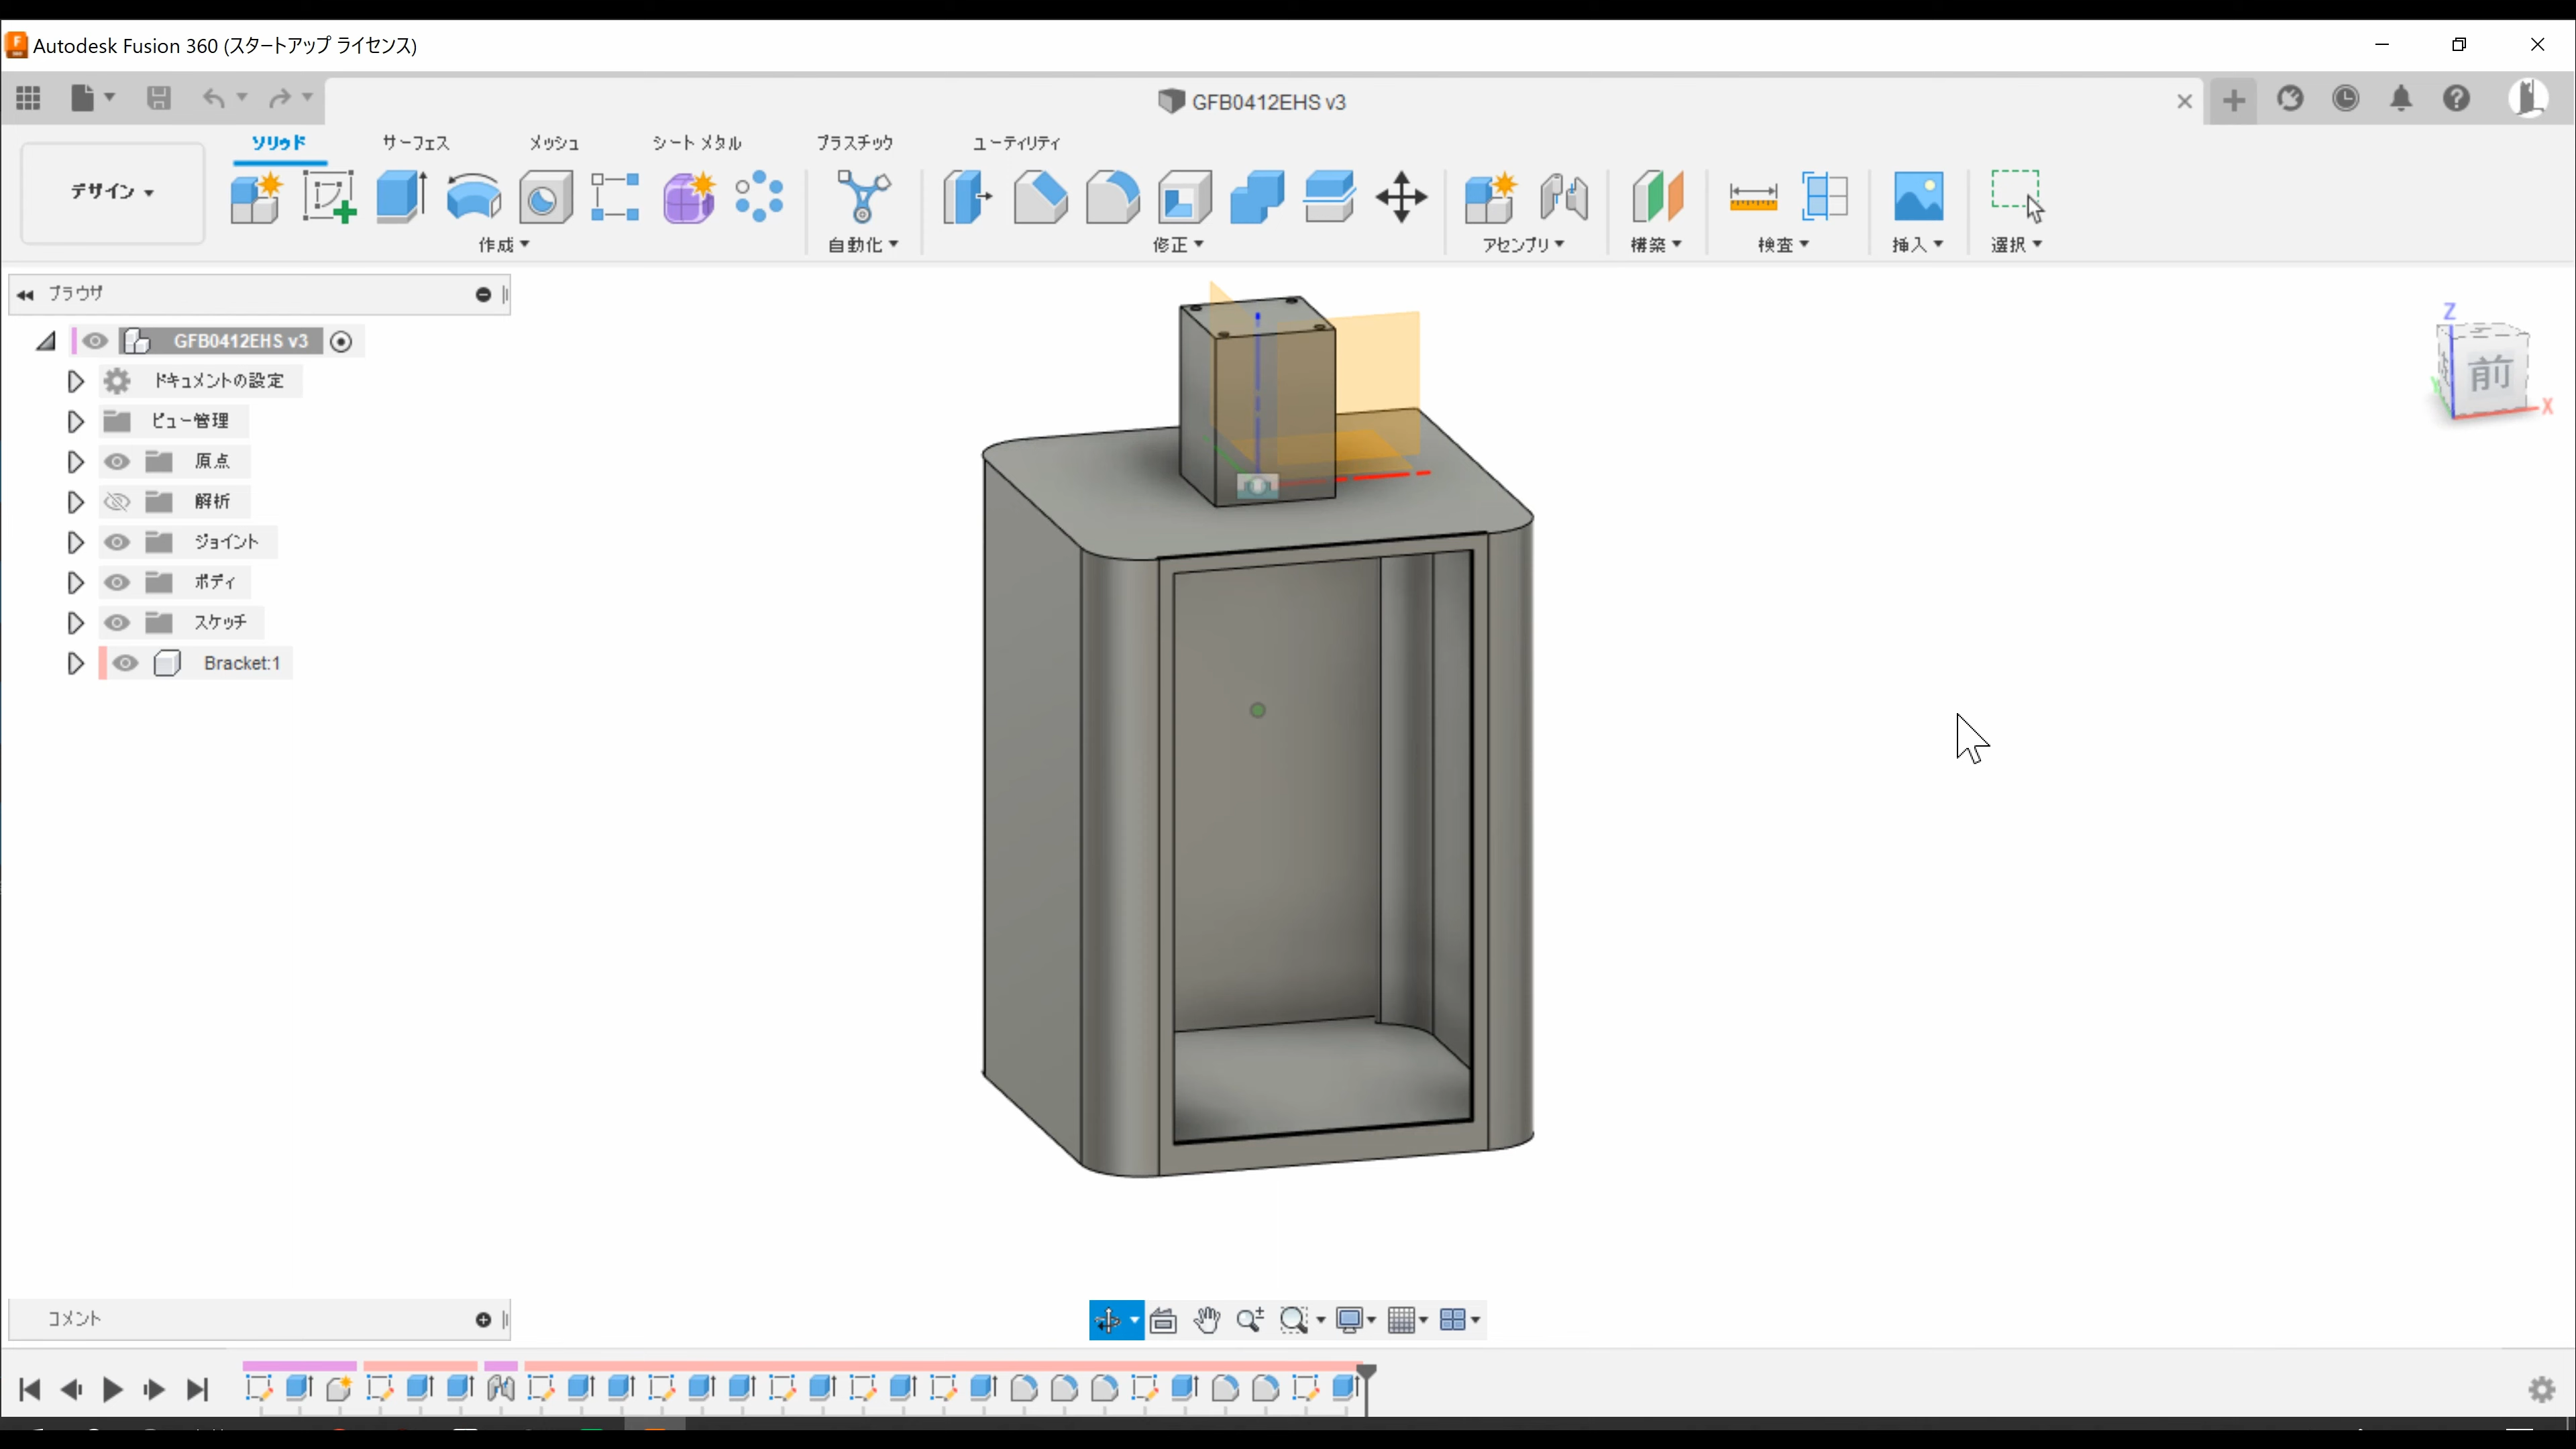 Autodesk Fusion 360 (スタートアップ ライセンス)
GFB0412EHS v3
ソリッド サーフェス メッシュ シート メタル プラスチック ユーティリティ
デザイン
作成 自動化 修正 アセンブリ 構築 検査 挿入 選択
ブラウザ
GFB0412EHS v3
ドキュメントの設定
ビュー管理
原点
解析
ジョイント
ボディ
スケッチ
Bracket:1
Z
前
X
コメント